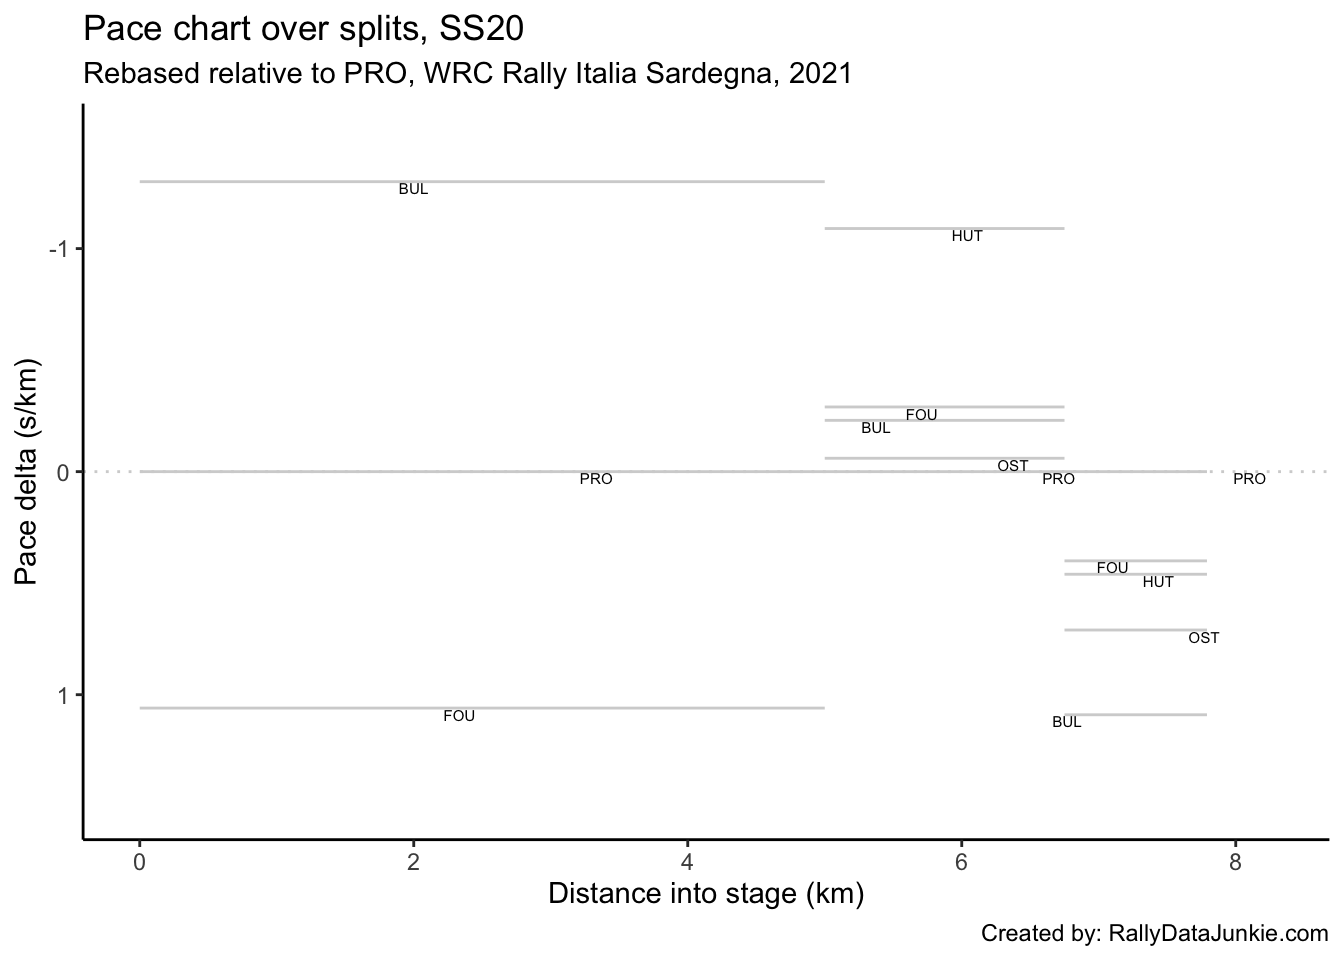 Pace chart over splits, SS20
Rebased relative to PRO, WRC Rally Italia Sardegna, 2021
BUL
-1
HUT
FOU
BUL
OST
0
PRO
PRO
PRO
FOU
HUT
OST
1
FOU
BUL
Pace delta (s/km)
0
2
4
6
8
Distance into stage (km)
Created by: RallyDataJunkie.com